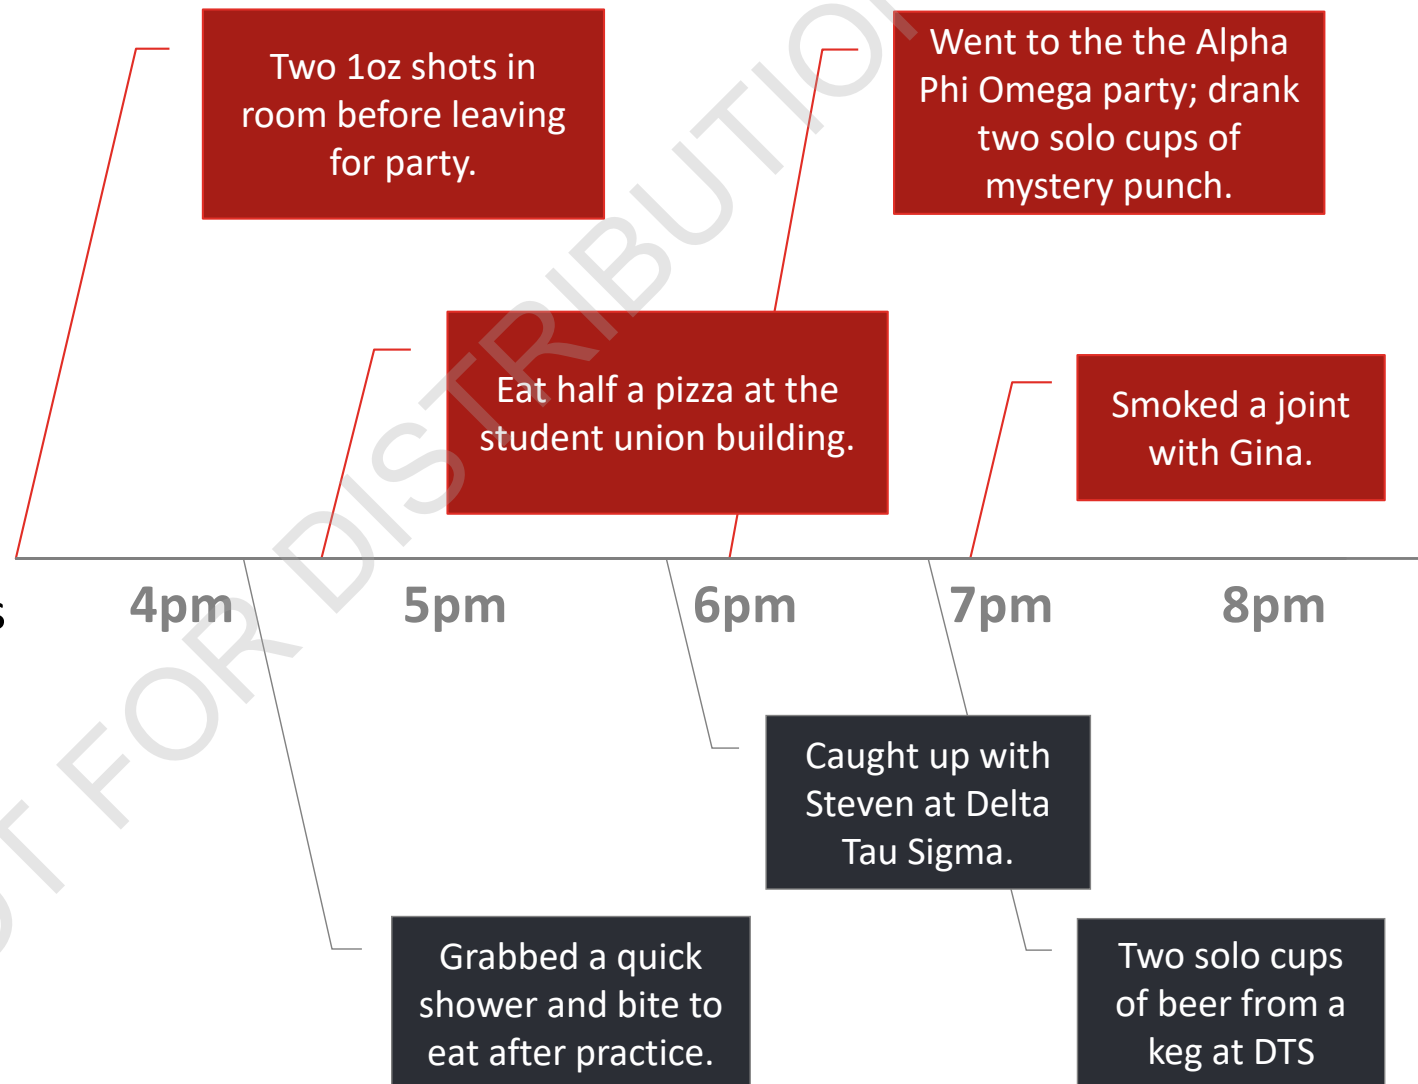 Two 1oz shots in
room before leaving
for party.
Went to the the Alpha
Phi Omega party; drank
two solo cups of
mystery punch.
Eat half a pizza at the
student union building.
Smoked a joint
with Gina.
s
4pm
5pm
6pm
7pm
8pm
Caught up with
Steven at Delta
Tau Sigma.
Grabbed a quick
shower and bite to
eat after practice.
Two solo cups
of beer from a
keg at DTS
OT FOR DISTRIBUTION